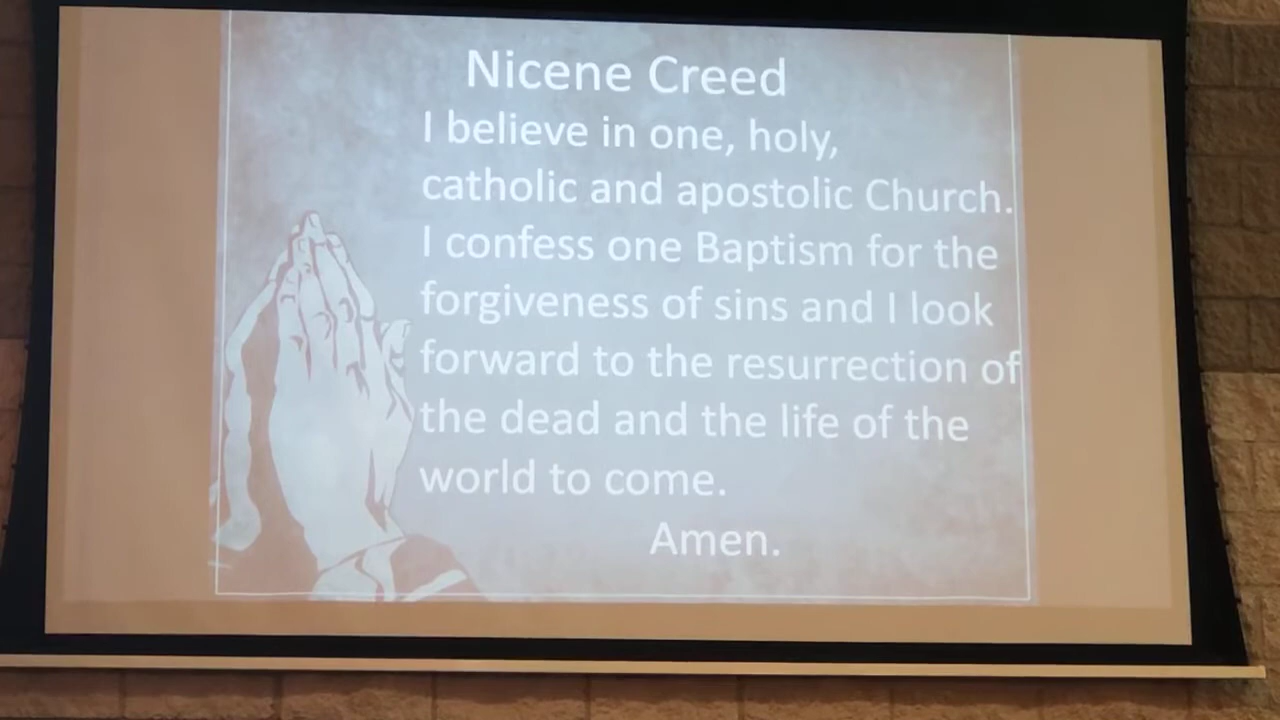 Nicene Creed
I believe in one, holy,
catholic and apostolic Church.
I confess one Baptism for the
forgiveness of sins and I look
forward to the resurrection of
the dead and the life of the
world to come.
Amen.